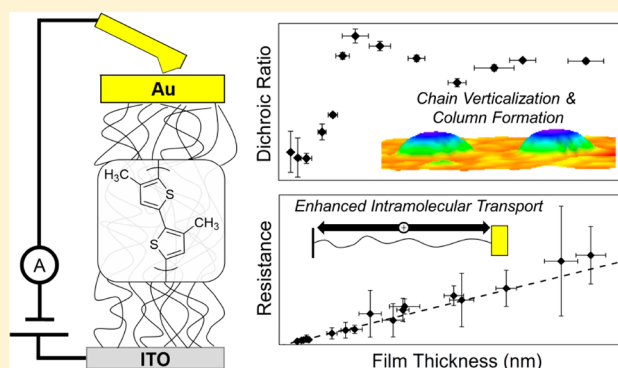 Au
H₃C
S
S
CH₃
A
ITO
Dichroic Ratio
Chain Verticalization &
Column Formation
Enhanced Intramolecular Transport
+
Resistance
Film Thickness (nm)